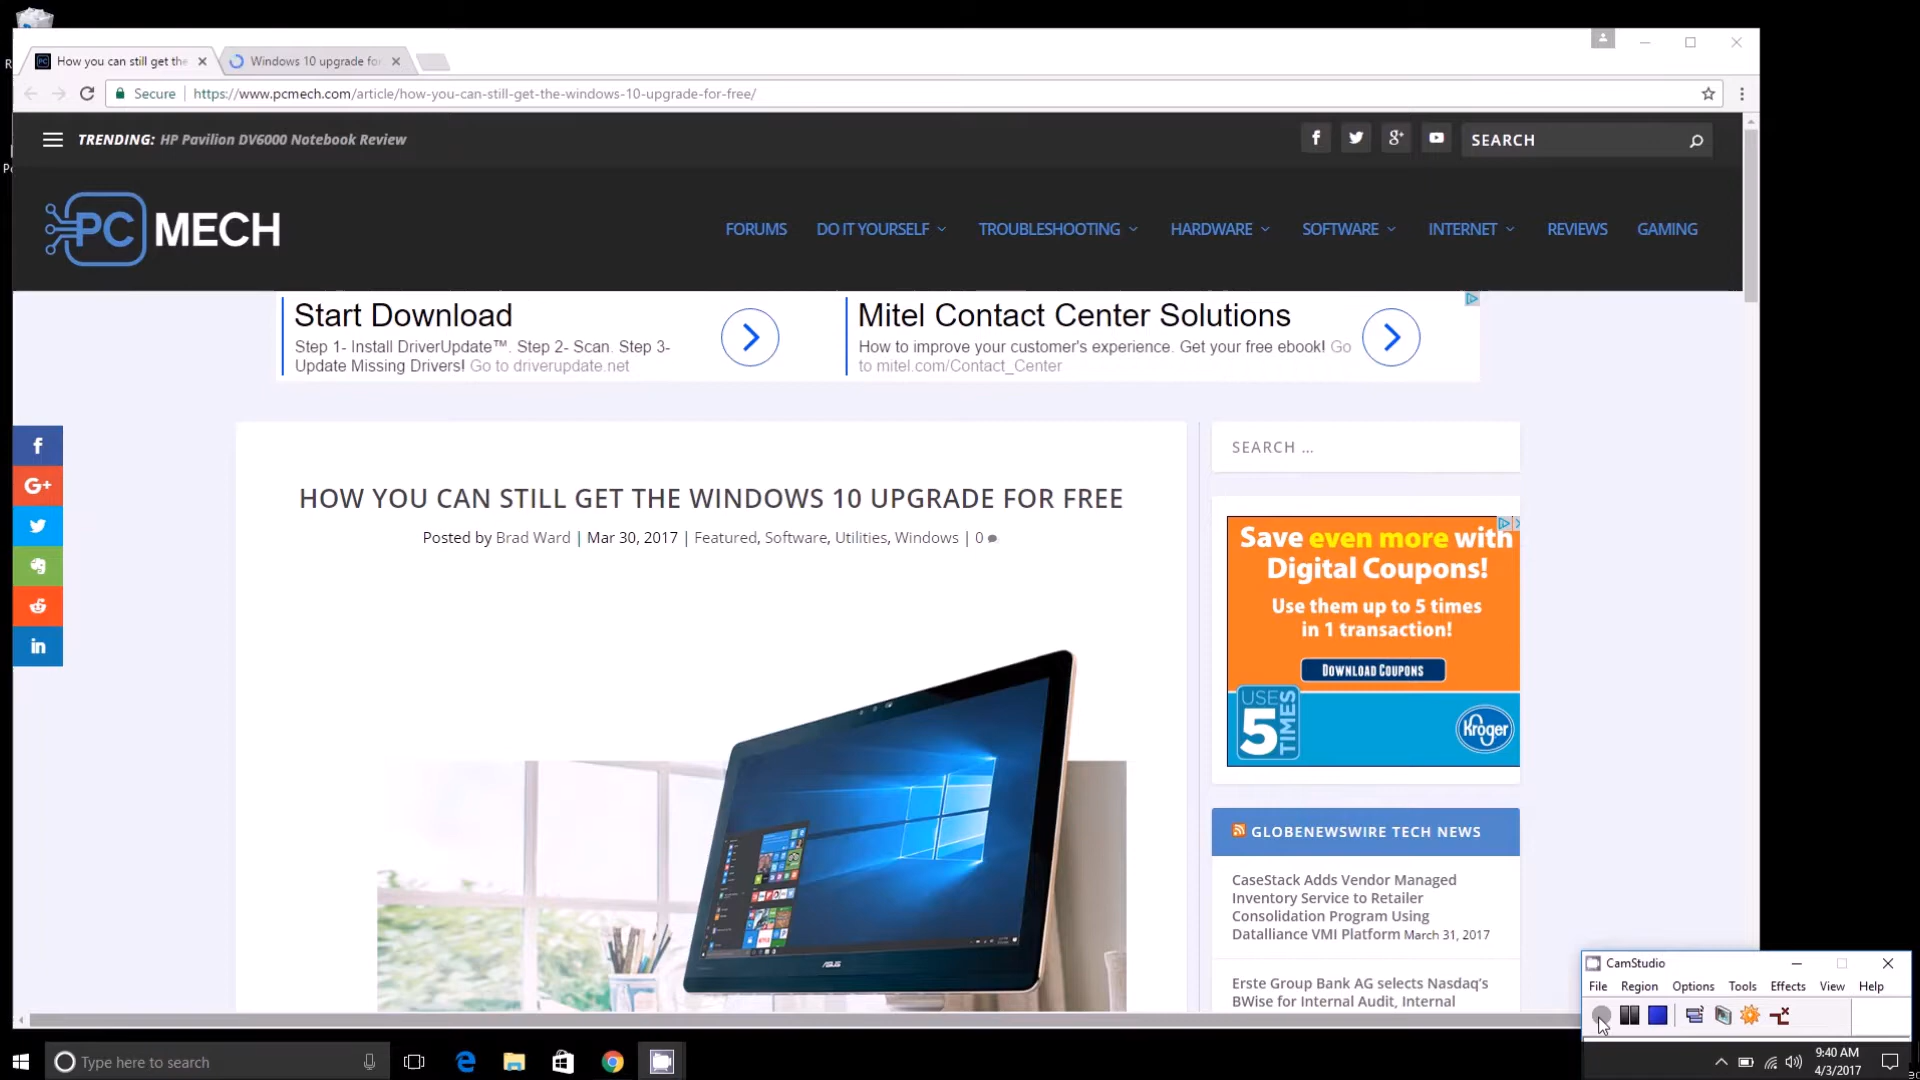 How you can still get the
Windows 10 upgrade fo
Secure
https://www.pcmech.com/article/how-you-can-still-get-the-windows-10-upgrade-for-free/
TRENDING: HP Pavilion DV6000 Notebook Review
SEARCH
PC MECH
FORUMS
DO IT YOURSELF
TROUBLESHOOTING
HARDWARE
SOFTWARE
INTERNET
REVIEWS
GAMING
Start Download
Step 1- Install DriverUpdate™. Step 2- Scan. Step 3-
Update Missing Drivers! Go to driverupdate.net
Mitel Contact Center Solutions
How to improve your customer's experience. Get your free ebook! Go
to mitel.com/Contact_Center
HOW YOU CAN STILL GET THE WINDOWS 10 UPGRADE FOR FREE
Posted by Brad Ward | Mar 30, 2017 | Featured, Software, Utilities, Windows | 0
SEARCH …
Save even more with
Digital Coupons!
Use them up to 5 times
in 1 transaction!
DOWNLOAD COUPONS
USE 5 TIMES
Kroger
GLOBENEWSWIRE TECH NEWS
CaseStack Adds Vendor Managed
Inventory Service to Retailer
Consolidation Program Using
Datalliance VMI Platform March 31, 2017
Erste Group Bank AG selects Nasdaq's
BWise for Internal Audit, Internal
ASUS
CamStudio
File Region Options Tools Effects View Help
Type here to search
9:40 AM
4/3/2017